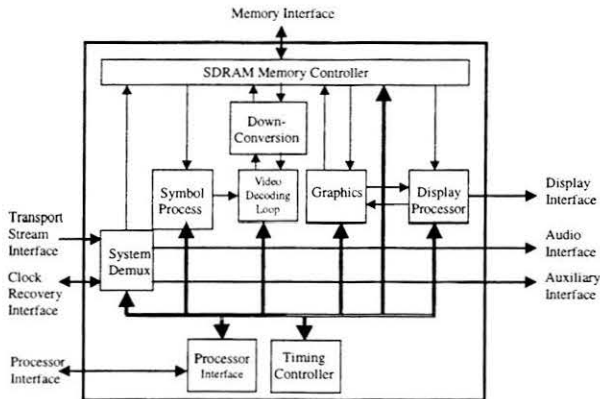 Memory Interface
SDRAM Memory Controller
Down-
Conversion
Symbol
Process
Video
Decoding
Loop
Graphics
Display
Processor
Display
Interface
Transport
Stream
Interface
System
Demux
Audio
Interface
Clock
Recovery
Interface
Auxiliary
Interface
Processor
Interface
Processor
Interface
Timing
Controller